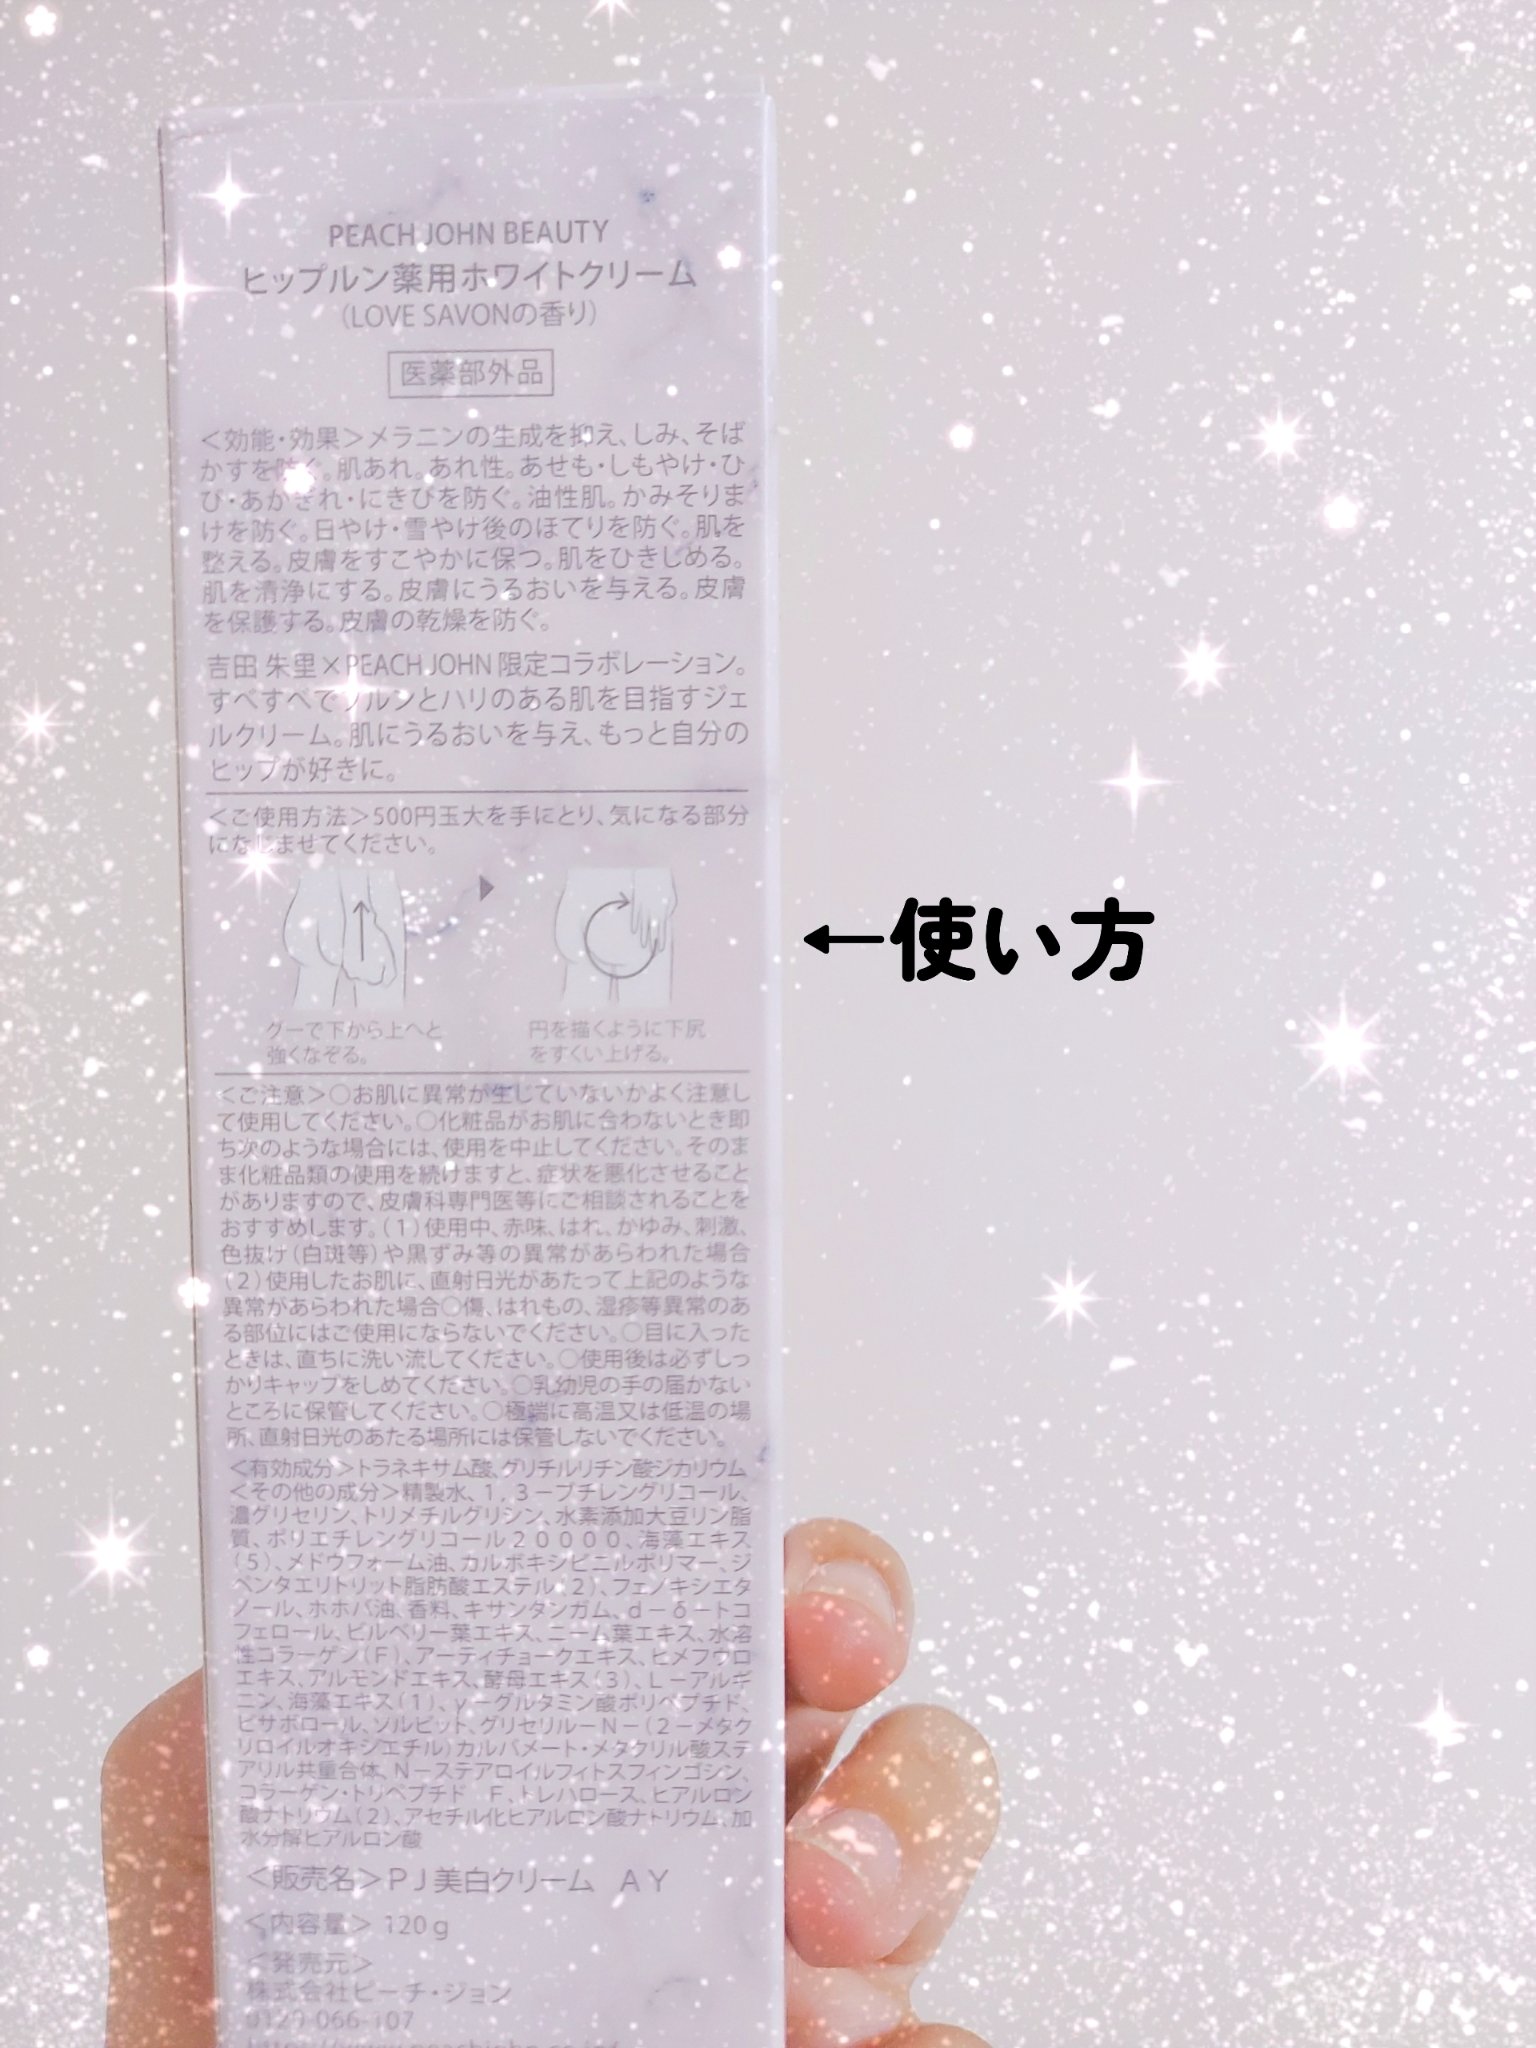 PEACH JOHN BEAUTY
ヒップルン薬用ホワイトクリーム
(LOVE SAVONの香り)
医薬部外品
＜効能・効果＞メラニンの生成を抑え、しみ、そば
かすを防ぐ。肌あれ。あれ性。あせも・しもやけ・ひ
び・あかぎれ・にきびを防ぐ。油性肌。かみそりま
けを防ぐ。日やけ・雪やけ後のほてりを防ぐ。肌を
整える。皮膚をすこやかに保つ。肌をひきしめる。
肌を清浄にする。皮膚にうるおいを与える。皮膚
を保護する。皮膚の乾燥を防ぐ。
吉田 朱里×PEACH JOHN 限定コラボレーション。
すべすべでプルンとハリのある肌を目指すジェ
ルクリーム。肌にうるおいを与え、もっと自分の
ヒップが好きに。
＜ご使用方法＞500円玉大を手にとり、気になる部分
になじませてください。
←使い方
グーで下から上へと
強くなぞる。
円を描くように下尻
をすくい上げる。
＜ご注意＞○お肌に異常が生じていないかよく注意し
て使用してください。○化粧品がお肌に合わないとき即
ち次のような場合には、使用を中止してください。そのま
ま化粧品類の使用を続けますと、症状を悪化させること
がありますので、皮膚科専門医等にご相談されることを
おすすめします。(1)使用中、赤味、はれ、かゆみ、刺激、
色抜け(白斑等)や黒ずみ等の異常があらわれた場合
(2)使用したお肌に、直射日光があたって上記のような
異常があらわれた場合○傷、はれもの、湿疹等異常のあ
る部位にはご使用にならないでください。○目に入った
ときは、直ちに洗い流してください。○使用後は必ずしっ
かりキャップをしめてください。○乳幼児の手の届かない
ところに保管してください。○極端に高温又は低温の場
所、直射日光のあたる場所には保管しないでください。
＜有効成分＞トラネキサム酸、グリチルリチン酸ジカリウム
＜その他の成分＞精製水、1，3－ブチレングリコール、
濃グリセリン、トリメチルグリシン、水素添加大豆リン脂
質、ポリエチレングリコール20000、海藻エキス
(5)、メドウフォーム油、カルボキシビニルポリマー、ジ
ペンタエリトリット脂肪酸エステル(2)、フェノキシエタ
ノール、ホホバ油、香料、キサンタンガム、d－δ－トコ
フェロール、ビルベリー葉エキス、ニーム葉エキス、水溶
性コラーゲン(F)、アーティチョークエキス、ヒメフウロ
エキス、アルモンドエキス、酵母エキス(3)、L－アルギ
ニン、海藻エキス(1)、γ－グルタミン酸ポリペプチド、
ビサボロール、ソルビット、グリセリル－N－(2－メタク
リロイルオキシエチル)カルバメート・メタクリル酸ステ
アリル共重合体、N－ステアロイルフィトスフィンゴシン、
コラーゲン・トリペプチド F、トレハロース、ヒアルロン
酸ナトリウム(2)、アセチル化ヒアルロン酸ナトリウム、加
水分解ヒアルロン酸
＜販売名＞PJ美白クリーム AY
＜内容量＞120g
＜発売元＞
株式会社ピーチ・ジョン
0120-066-107